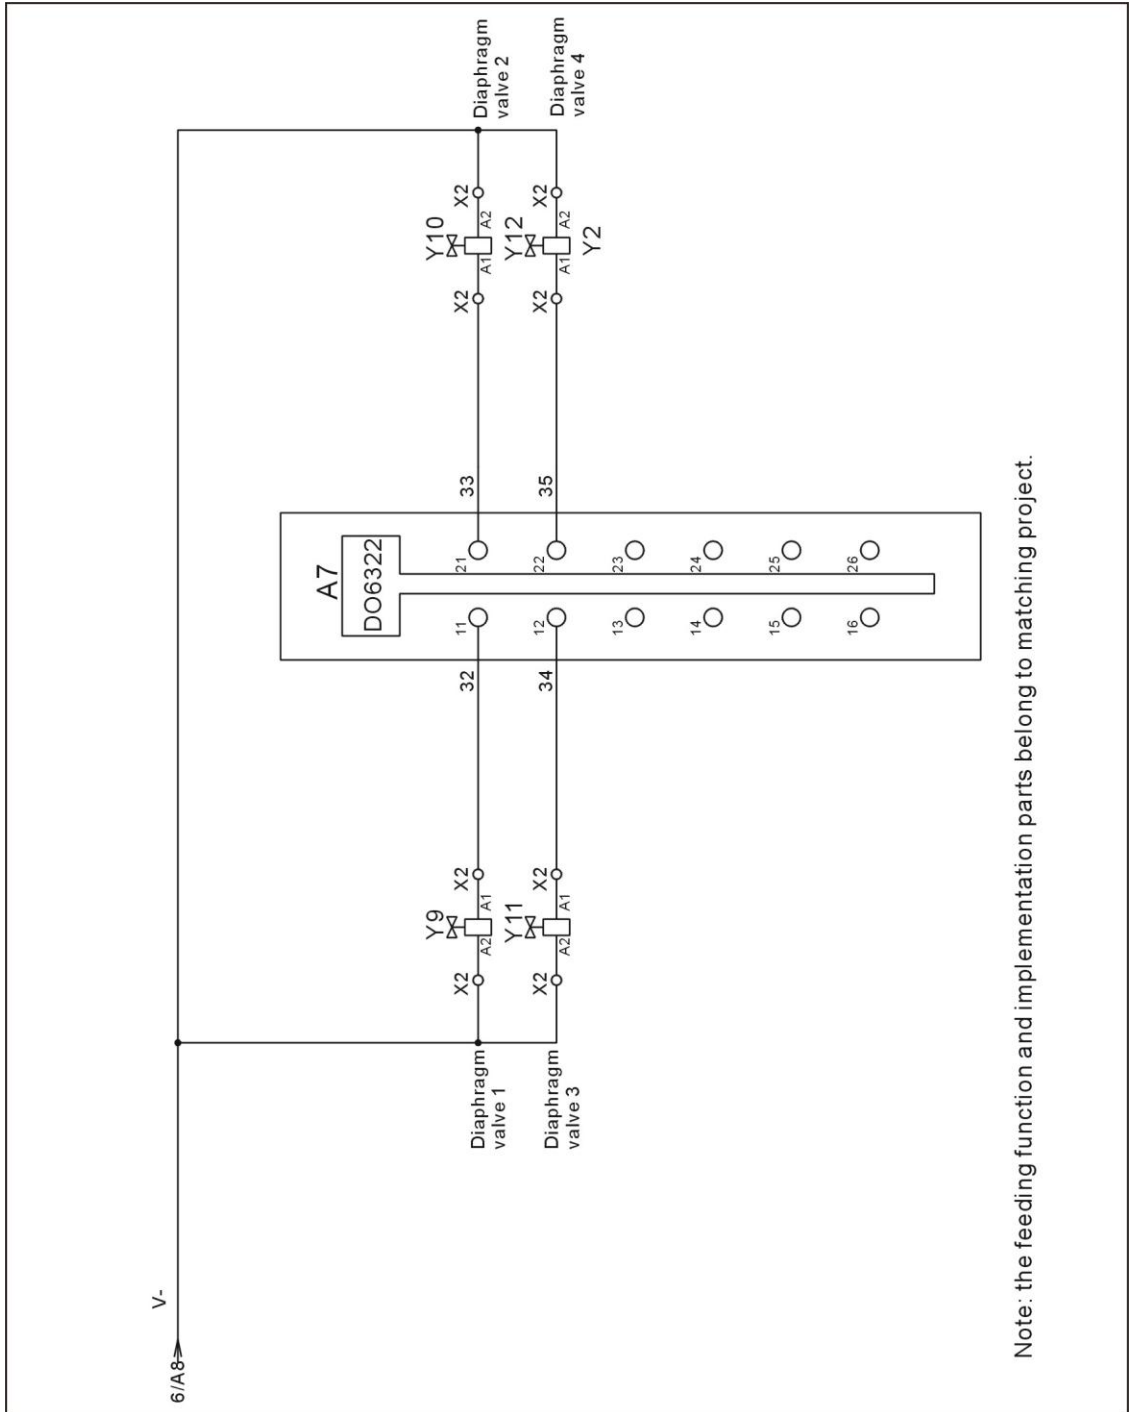 V-
6/A8
A7
DO6322
Y9
Y10
X2
X2
32
11
21
33
X2
X2
Diaphragm
valve 1
A2
A1
A1
A2
Diaphragm
valve 2
Y11
Y12
X2
X2
34
12
22
35
X2
X2
Diaphragm
valve 3
A2
A1
A1
A2
Diaphragm
valve 4
Y2
13
23
14
24
15
25
16
26
Note: the feeding function and implementation parts belong to matching project.